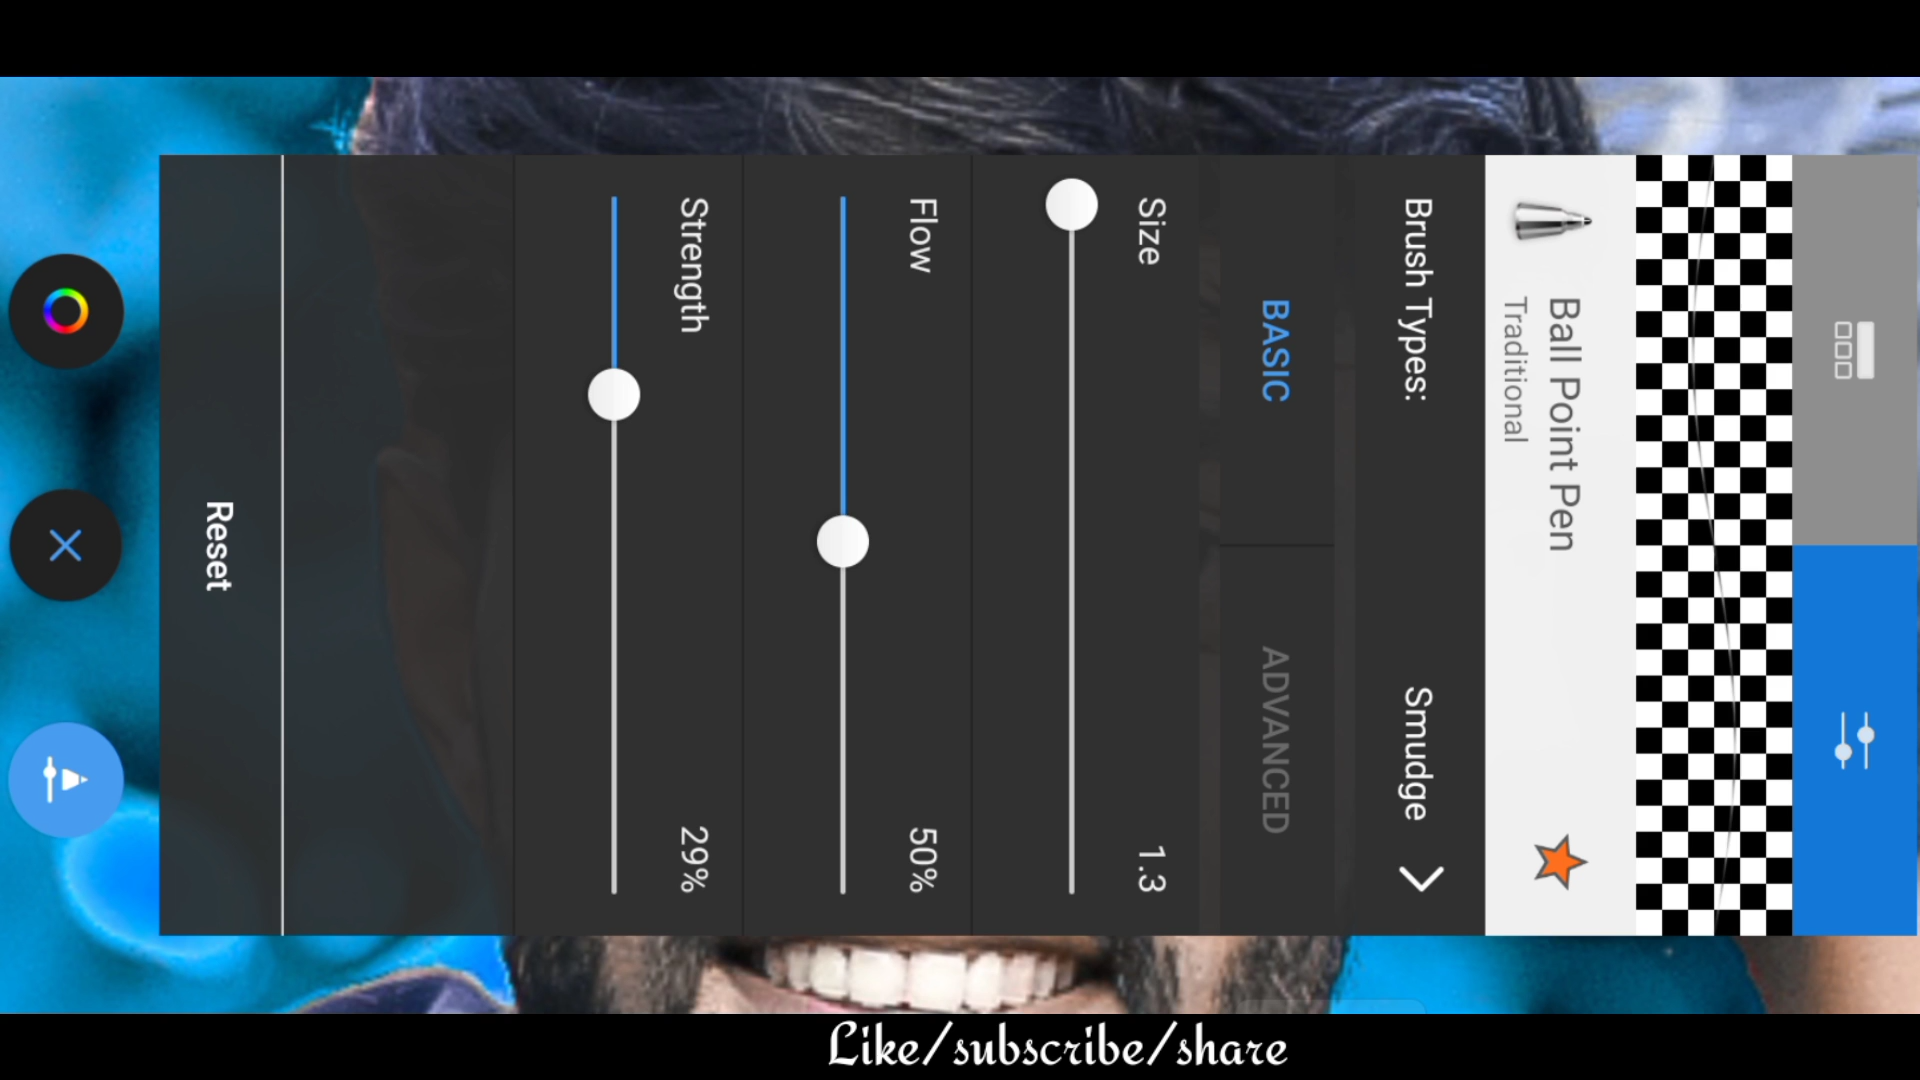 Ball Point Pen
Traditional
Brush Types: Smudge
BASIC ADVANCED
Size 1.3
Flow 50%
Strength 29%
Reset
Like/subscribe/share